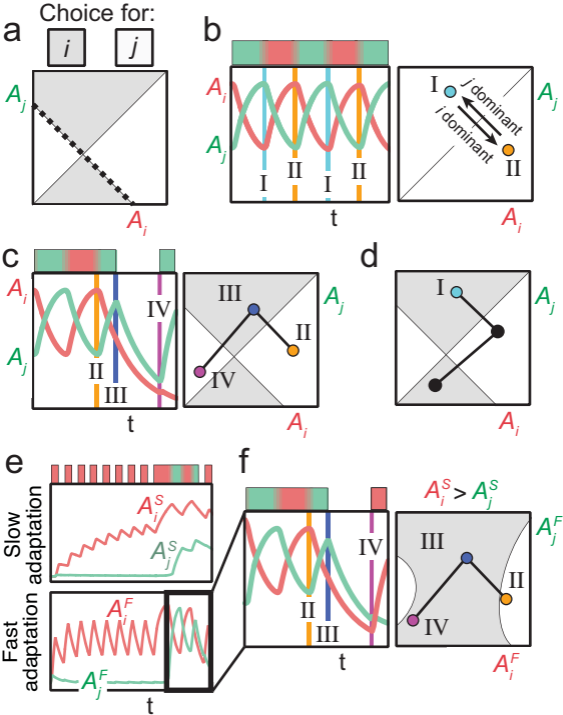 a
Choice for:
i
j
A_j
A_i
b
A_i
A_j
I
II
I
II
t
I
j dominant
i dominant
II
A_j
A_i
c
A_i
A_j
II
III
IV
t
III
II
IV
A_j
A_i
d
I
A_j
A_i
e
Slow
adaptation
A_i^S
A_j^S
Fast
adaptation
A_i^F
A_j^F
t
f
II
III
IV
t
A_i^S > A_j^S
III
II
IV
A_j^F
A_i^F